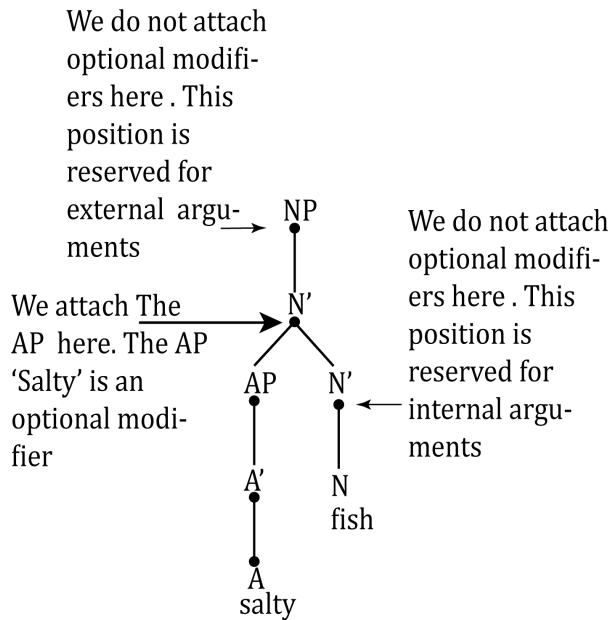 We do not attach
optional modifi-
ers here . This
position is
reserved for
external argu-
ments
NP
We do not attach
optional modifi-
ers here . This
position is
reserved for
internal argu-
ments
N’
We attach The
AP here. The AP
‘Salty’ is an
optional modi-
fier
AP
N’
A’
N
fish
A
salty